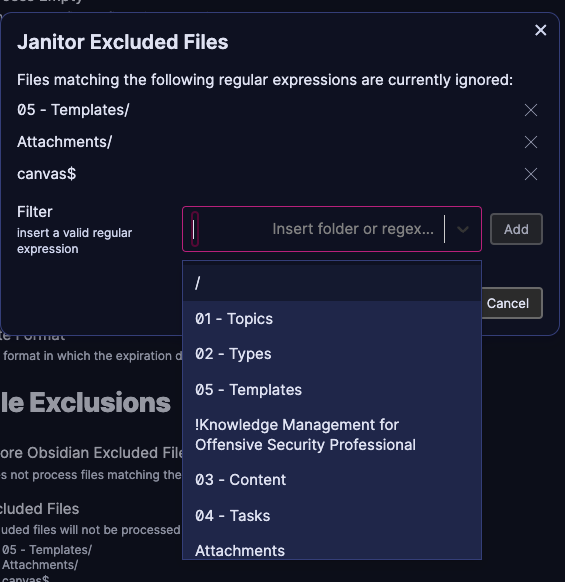 Janitor Excluded Files
Files matching the following regular expressions are currently ignored:
05 - Templates/
Attachments/
canvas$
Filter
insert a valid regular
expression
Insert folder or regex...
Add
/
01 - Topics
02 - Types
05 - Templates
!Knowledge Management for
Offensive Security Professional
03 - Content
04 - Tasks
Attachments
Cancel
Format
format in which the expiration d
le Exclusions
ore Obsidian Excluded File
s not process files matching the
cluded Files
uded files will not be processed
05 - Templates/
Attachments/
canvas$